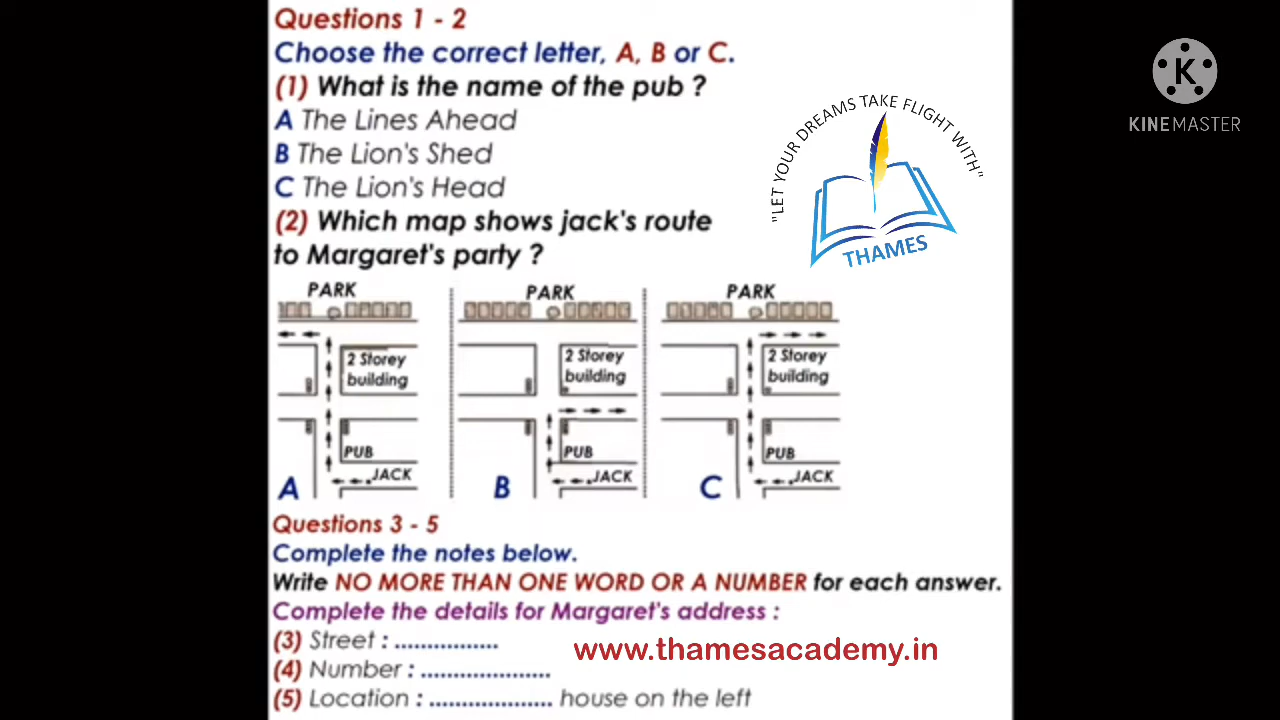 Questions 1 - 2
Choose the correct letter, A, B or C.
(1) What is the name of the pub ?
A The Lines Ahead
B The Lion's Shed
C The Lion's Head
(2) Which map shows jack's route
to Margaret's party ?
PARK
2 Storey
building
PUB
JACK
A
PARK
2 Storey
building
PUB
JACK
B
PARK
2 Storey
building
PUB
JACK
C
Questions 3 - 5
Complete the notes below.
Write NO MORE THAN ONE WORD OR A NUMBER for each answer.
Complete the details for Margaret's address :
(3) Street : ................
(4) Number : ....................
(5) Location : ................... house on the left
www.thamesacademy.in
"LET YOUR DREAMS TAKE FLIGHT WITH"
THAMES
K
KINEMASTER